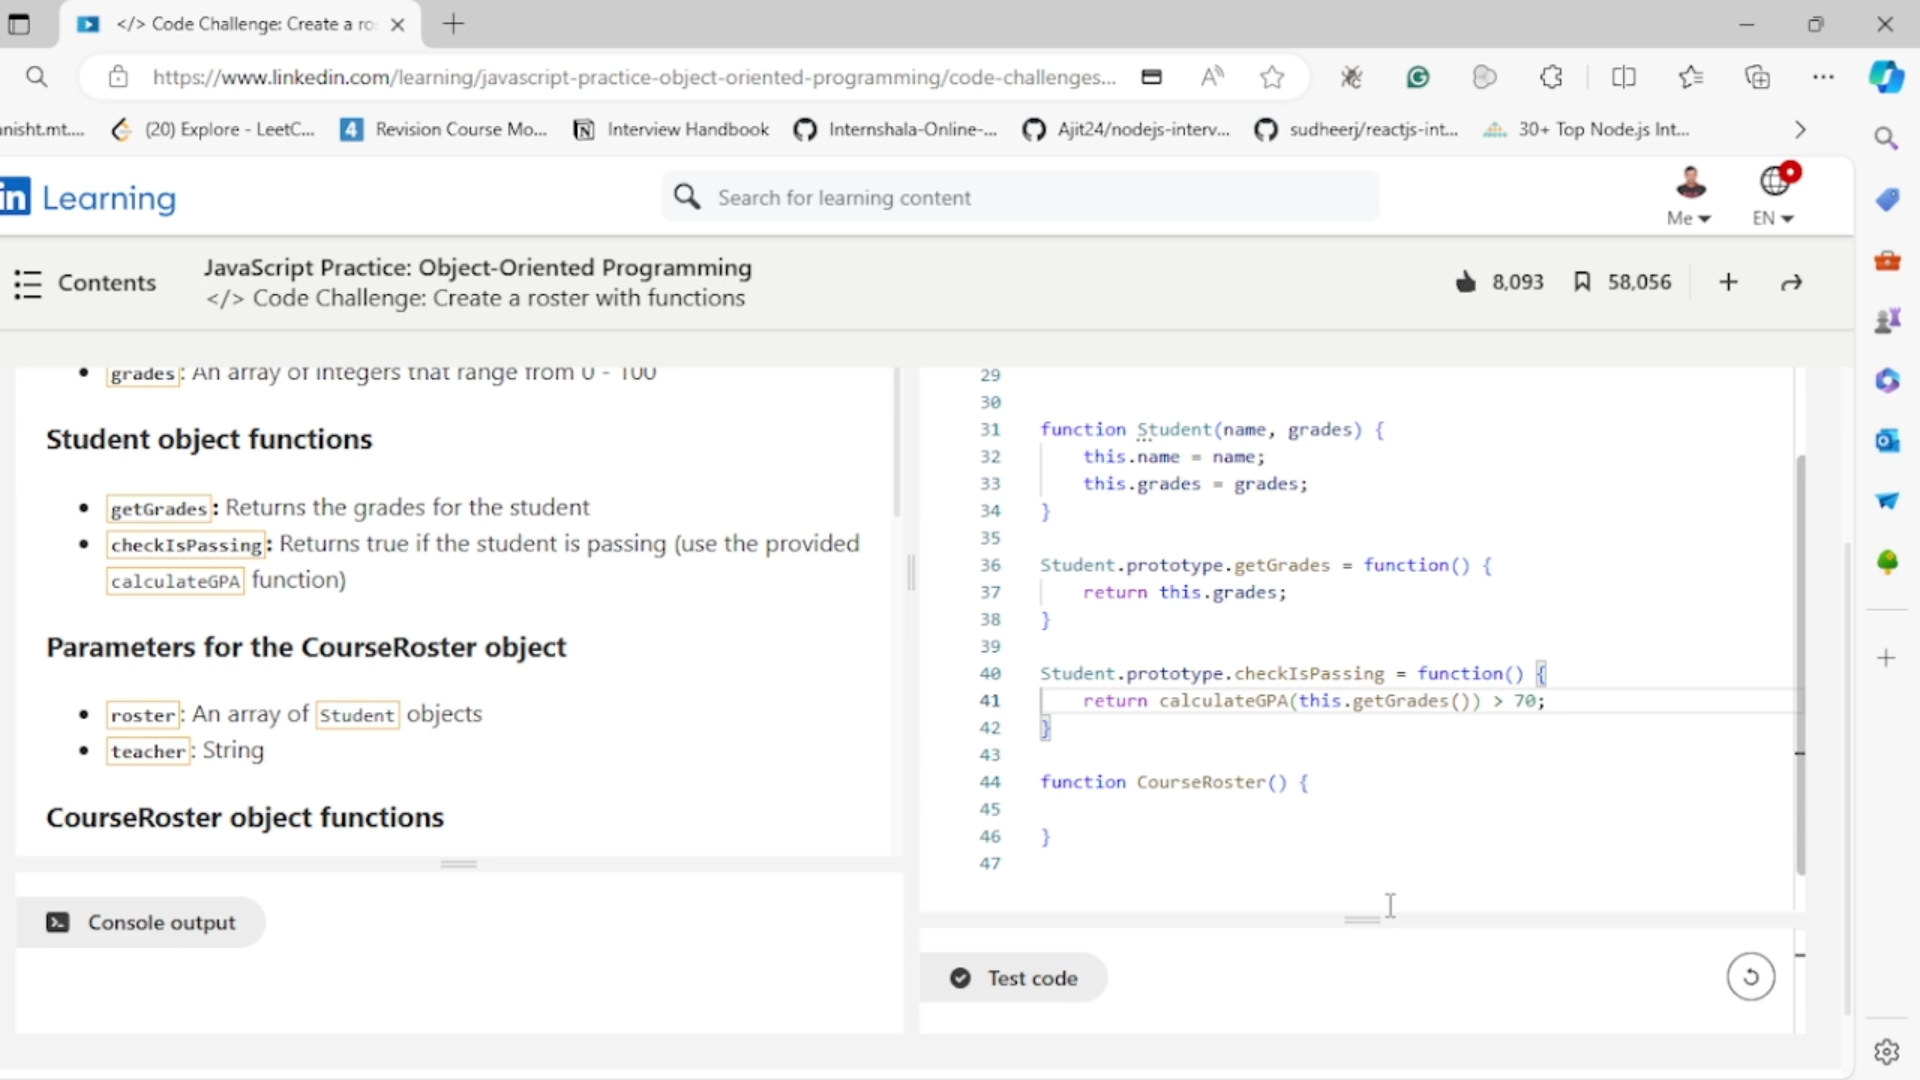 </> Code Challenge: Create a ro
https://www.linkedin.com/learning/javascript-practice-object-oriented-programming/code-challenges...
anisht.mt....
(20) Explore - LeetC...
4 Revision Course Mo...
Interview Handbook
Internshala-Online-...
Ajit24/nodejs-interv...
sudheerj/reactjs-int...
30+ Top Node.js Int...
in Learning
Search for learning content
Me
EN
Contents
JavaScript Practice: Object-Oriented Programming
</> Code Challenge: Create a roster with functions
8,093
58,056
grades: An array of integers that range from 0 - 100
Student object functions
getGrades: Returns the grades for the student
checkIsPassing: Returns true if the student is passing (use the provided
calculateGPA function)
Parameters for the CourseRoster object
roster: An array of Student objects
teacher: String
CourseRoster object functions
Console output
29
30
31 function Student(name, grades) {
32 this.name = name;
33 this.grades = grades;
34 }
35
36 Student.prototype.getGrades = function() {
37 return this.grades;
38 }
39
40 Student.prototype.checkIsPassing = function() {
41 return calculateGPA(this.getGrades()) > 70;
42 }
43
44 function CourseRoster() {
45
46 }
47
Test code